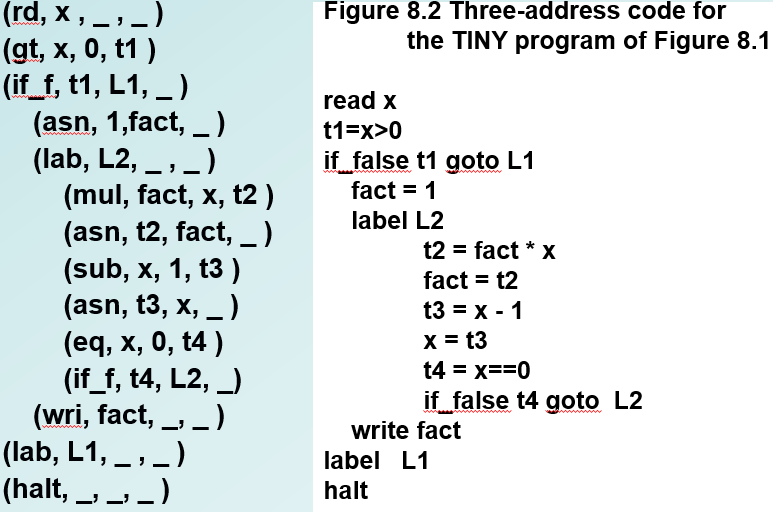 (rd, x , _ , _ )
(gt, x, 0, t1 )
(if_f, t1, L1, _ )
(asn, 1,fact, _ )
(lab, L2, _ , _ )
(mul, fact, x, t2 )
(asn, t2, fact, _ )
(sub, x, 1, t3 )
(asn, t3, x, _ )
(eq, x, 0, t4 )
(if_f, t4, L2, _)
(wri, fact, _, _ )
(lab, L1, _ , _ )
(halt, _, _, _ )
Figure 8.2 Three-address code for
the TINY program of Figure 8.1
read x
t1=x>0
if_false t1 goto L1
fact = 1
label L2
t2 = fact * x
fact = t2
t3 = x - 1
x = t3
t4 = x==0
if_false t4 goto L2
write fact
label L1
halt